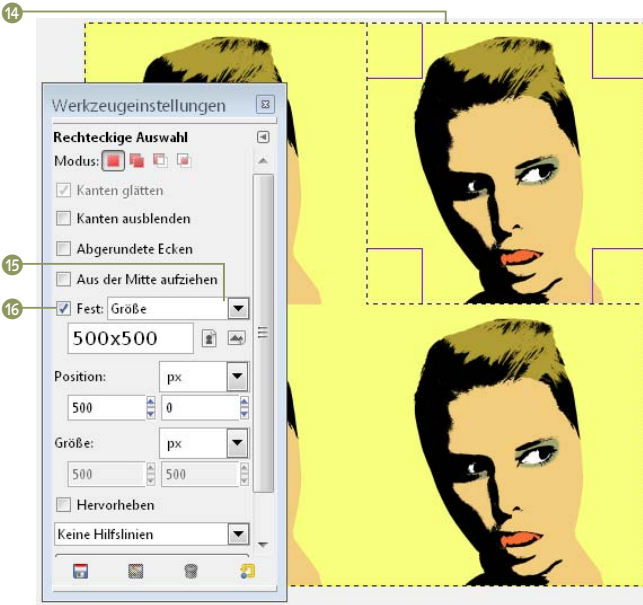 14
Werkzeugeinstellungen
Rechteckige Auswahl
Modus:
Kanten glätten
Kanten ausblenden
Abgerundete Ecken
15
Aus der Mitte aufziehen
16
Fest: Größe
500x500
Position: px
500 0
Größe: px
500 500
Hervorheben
Keine Hilfslinien